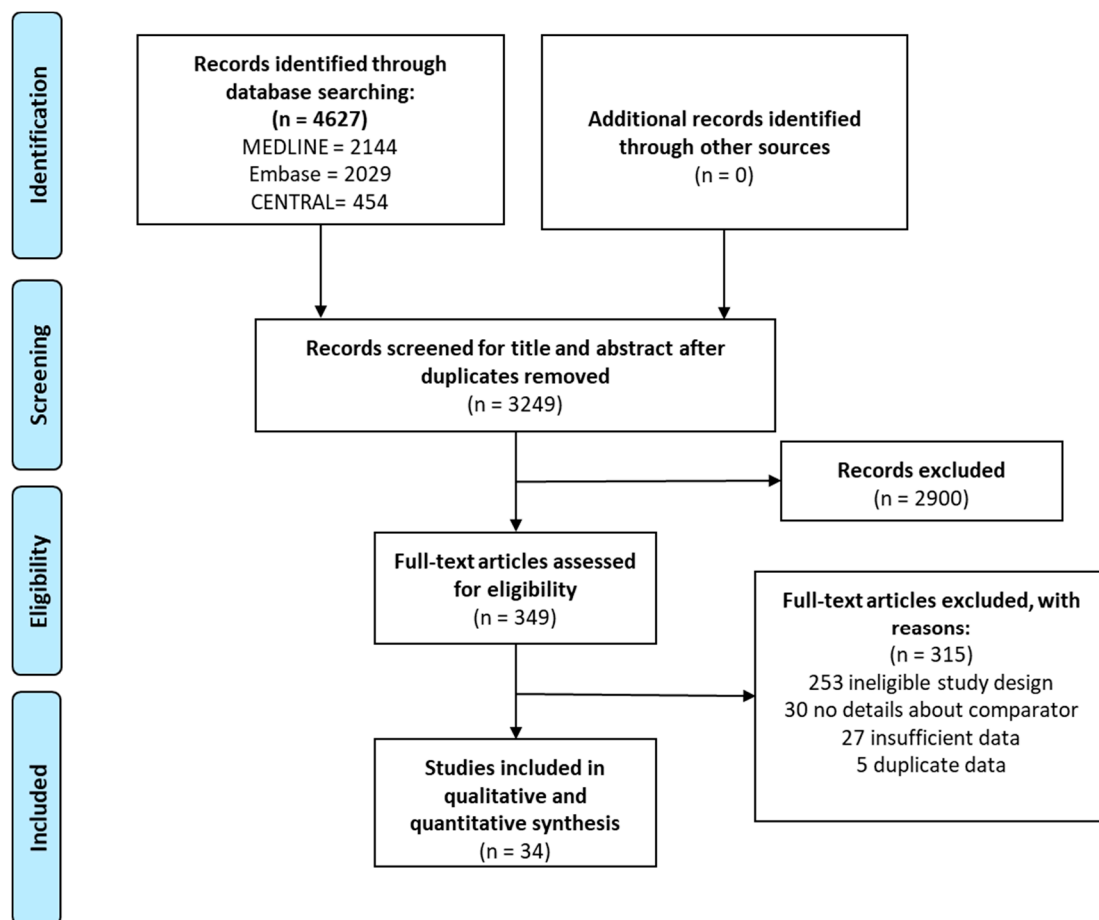 Identification
Records identified through
database searching:
(n = 4627)
MEDLINE = 2144
Embase = 2029
CENTRAL= 454
Additional records identified
through other sources
(n = 0)
Screening
Records screened for title and abstract after
duplicates removed
(n = 3249)
Records excluded
(n = 2900)
Eligibility
Full-text articles assessed
for eligibility
(n = 349)
Full-text articles excluded, with
reasons:
(n = 315)
253 ineligible study design
30 no details about comparator
27 insufficient data
5 duplicate data
Included
Studies included in
qualitative and
quantitative synthesis
(n = 34)